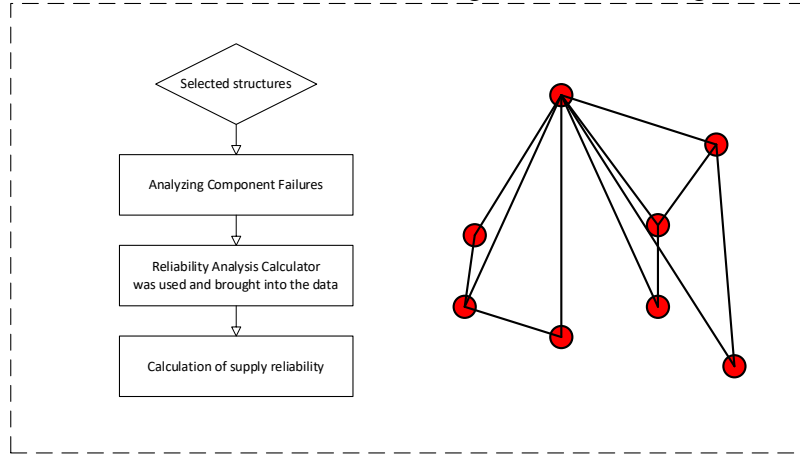 Selected structures
Analyzing Component Failures
Reliability Analysis Calculator
was used and brought into the data
Calculation of supply reliability